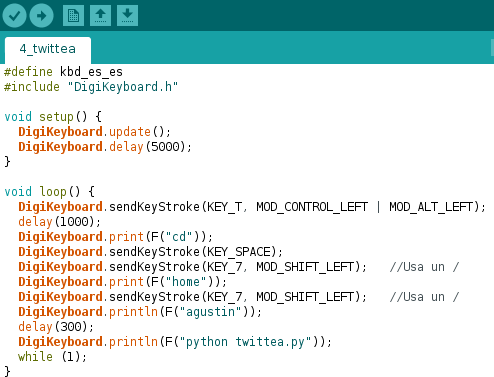 4_twittea
#define kbd_es_es
#include "DigiKeyboard.h"
void setup() {
DigiKeyboard.update();
DigiKeyboard.delay(5000);
}
void loop() {
DigiKeyboard.sendKeyStroke(KEY_T, MOD_CONTROL_LEFT | MOD_ALT_LEFT);
delay(1000);
DigiKeyboard.print(F("cd"));
DigiKeyboard.sendKeyStroke(KEY_SPACE);
DigiKeyboard.sendKeyStroke(KEY_7, MOD_SHIFT_LEFT);   //Usa un /
DigiKeyboard.print(F("home"));
DigiKeyboard.sendKeyStroke(KEY_7, MOD_SHIFT_LEFT);   //Usa un /
DigiKeyboard.println(F("agustin"));
delay(300);
DigiKeyboard.println(F("python twittea.py"));
while (1);
}